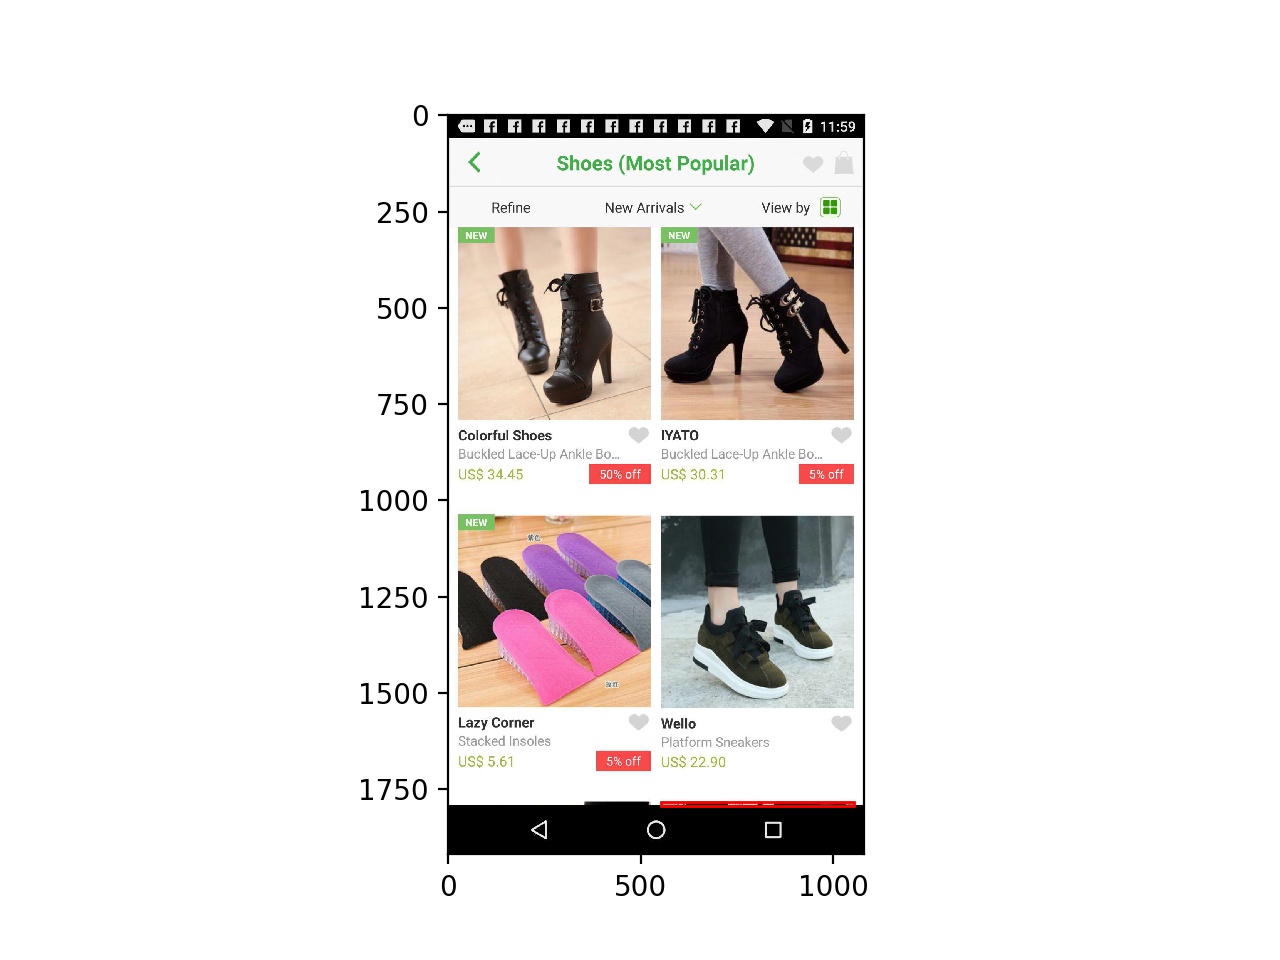 0
11:59
Shoes (Most Popular)
250
Refine
New Arrivals
View by
NEW
NEW
500
750
Colorful Shoes
IYATO
Buckled Lace-Up Ankle Bo...
Buckled Lace-Up Ankle Bo...
US$ 34.45
50% off
US$ 30.31
5% off
1000
NEW
紫色
1250
1500
Lazy Corner
Wello
Stacked Insoles
Platform Sneakers
US$ 5.61
5% off
US$ 22.90
1750
0
500
1000